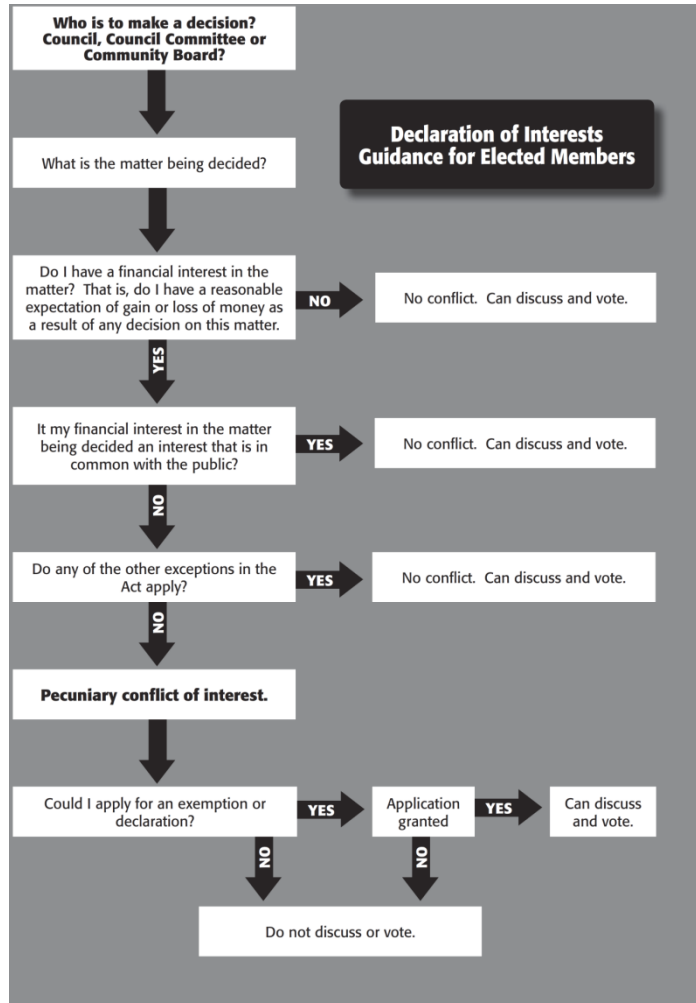 Who is to make a decision?
Council, Council Committee or
Community Board?
Declaration of Interests
Guidance for Elected Members
What is the matter being decided?
Do I have a financial interest in the
matter? That is, do I have a reasonable
expectation of gain or loss of money as
a result of any decision on this matter.
NO
No conflict. Can discuss and vote.
YES
It my financial interest in the matter
being decided an interest that is in
common with the public?
YES
No conflict. Can discuss and vote.
NO
Do any of the other exceptions in the
Act apply?
YES
No conflict. Can discuss and vote.
NO
Pecuniary conflict of interest.
Could I apply for an exemption or
declaration?
YES
Application
granted
YES
Can discuss
and vote.
NO
NO
Do not discuss or vote.